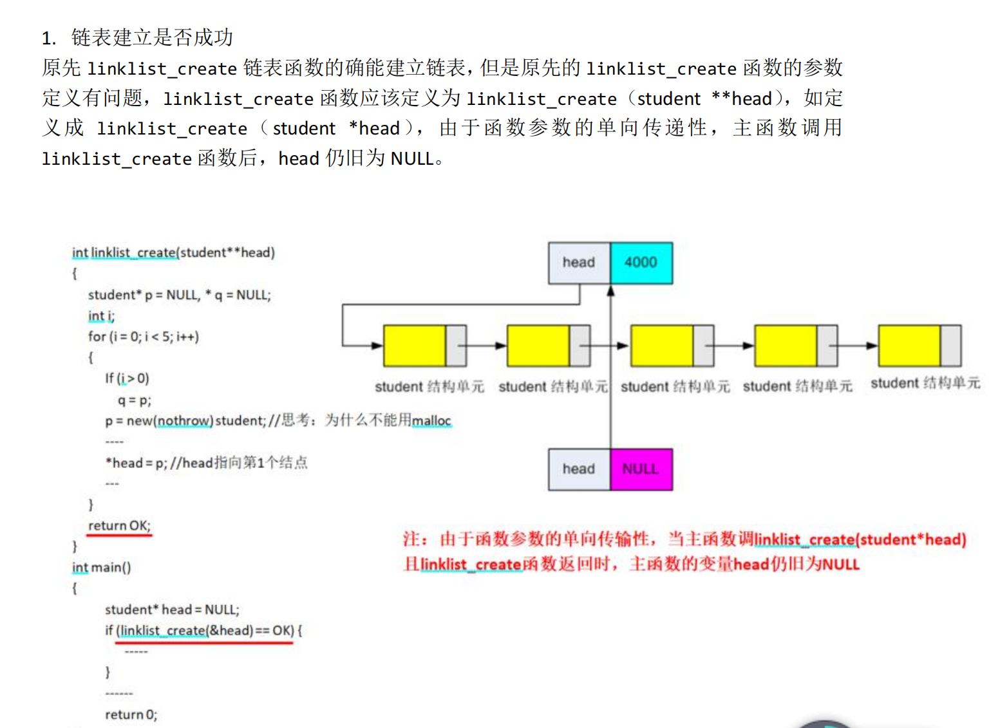 1. 链表建立是否成功
原先 linklist_create 链表函数的确能建立链表，但是原先的 linklist_create 函数的参数
定义有问题，linklist_create 函数应该定义为 linklist_create（student **head），如定
义成 linklist_create（student *head），由于函数参数的单向传递性，主函数调用
linklist_create 函数后，head 仍旧为 NULL。
int linklist_create(student**head)
{
student* p = NULL, * q = NULL;
int i;
for (i = 0; i < 5; i++)
{
If (i > 0)
q = p;
p = new(nothrow) student; //思考：为什么不能用malloc
----
*head = p; //head指向第1个结点
---
}
return OK;
}
int main()
{
student* head = NULL;
if (linklist_create(&head) == OK) {
-----
}
------
return 0;
head 4000
student 结构单元 student 结构单元 student 结构单元 student 结构单元 student 结构单元
head NULL
注：由于函数参数的单向传输性，当主函数调linklist_create(student*head)
且linklist_create函数返回时，主函数的变量head仍旧为NULL